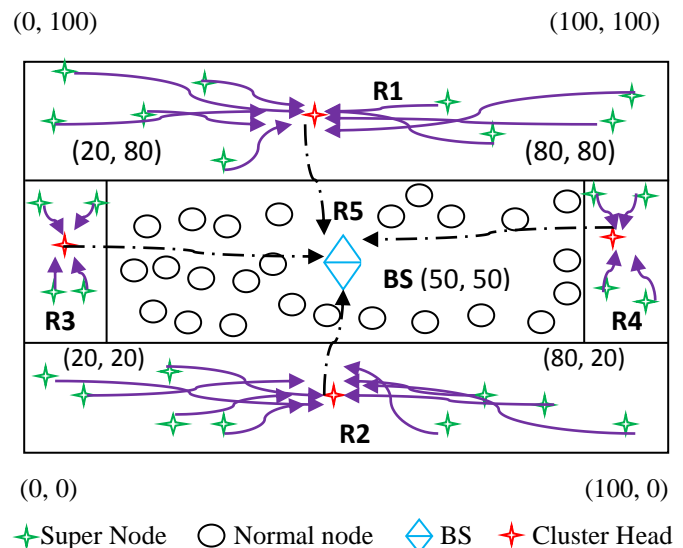 (0, 100) (100, 100)
R1
(20, 80) (80, 80)
R5
BS (50, 50)
R3 R4
(20, 20) (80, 20)
R2
(0, 0) (100, 0)
Super Node Normal node BS Cluster Head